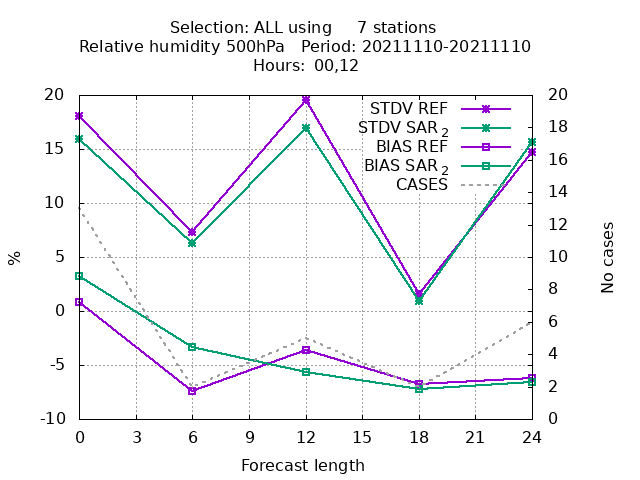 Selection: ALL using     7 stations
Relative humidity 500hPa   Period: 20211110-20211110
Hours:  00,12
STDV REF
STDV SAR 2
BIAS REF
BIAS SAR 2
CASES
20
15
10
5
0
-5
-10
%
20
18
16
14
12
10
8
6
4
2
0
No cases
0 3 6 9 12 15 18 21 24
Forecast length